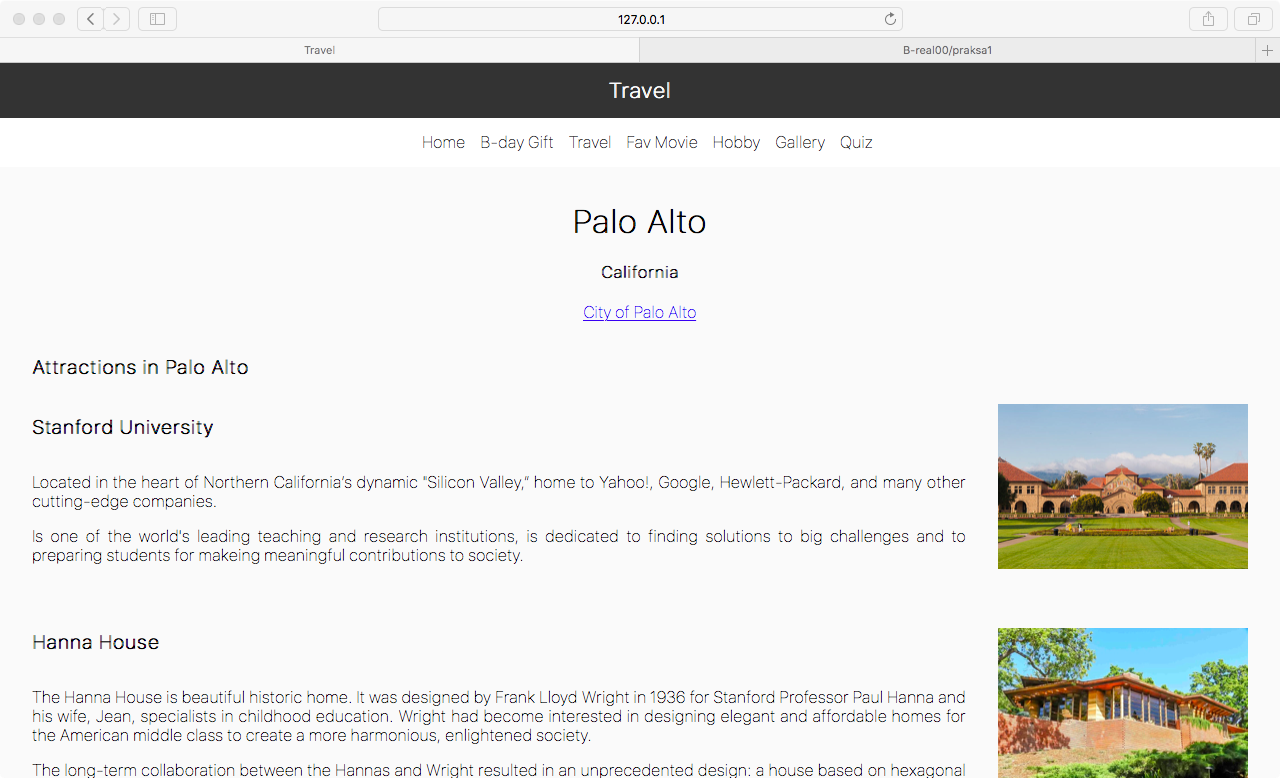 127.0.0.1
Travel
B-real00/praksa1
Travel
Home B-day Gift Travel Fav Movie Hobby Gallery Quiz
Palo Alto
California
City of Palo Alto
Attractions in Palo Alto
Stanford University
Located in the heart of Northern California's dynamic "Silicon Valley," home to Yahoo!, Google, Hewlett-Packard, and many other
cutting-edge companies.
Is one of the world's leading teaching and research institutions, is dedicated to finding solutions to big challenges and to
preparing students for makeing meaningful contributions to society.
Hanna House
The Hanna House is beautiful historic home. It was designed by Frank Lloyd Wright in 1936 for Stanford Professor Paul Hanna and
his wife, Jean, specialists in childhood education. Wright had become interested in designing elegant and affordable homes for
the American middle class to create a more harmonious, enlightened society.
The long-term collaboration between the Hannas and Wright resulted in an unprecedented design: a house based on hexagonal